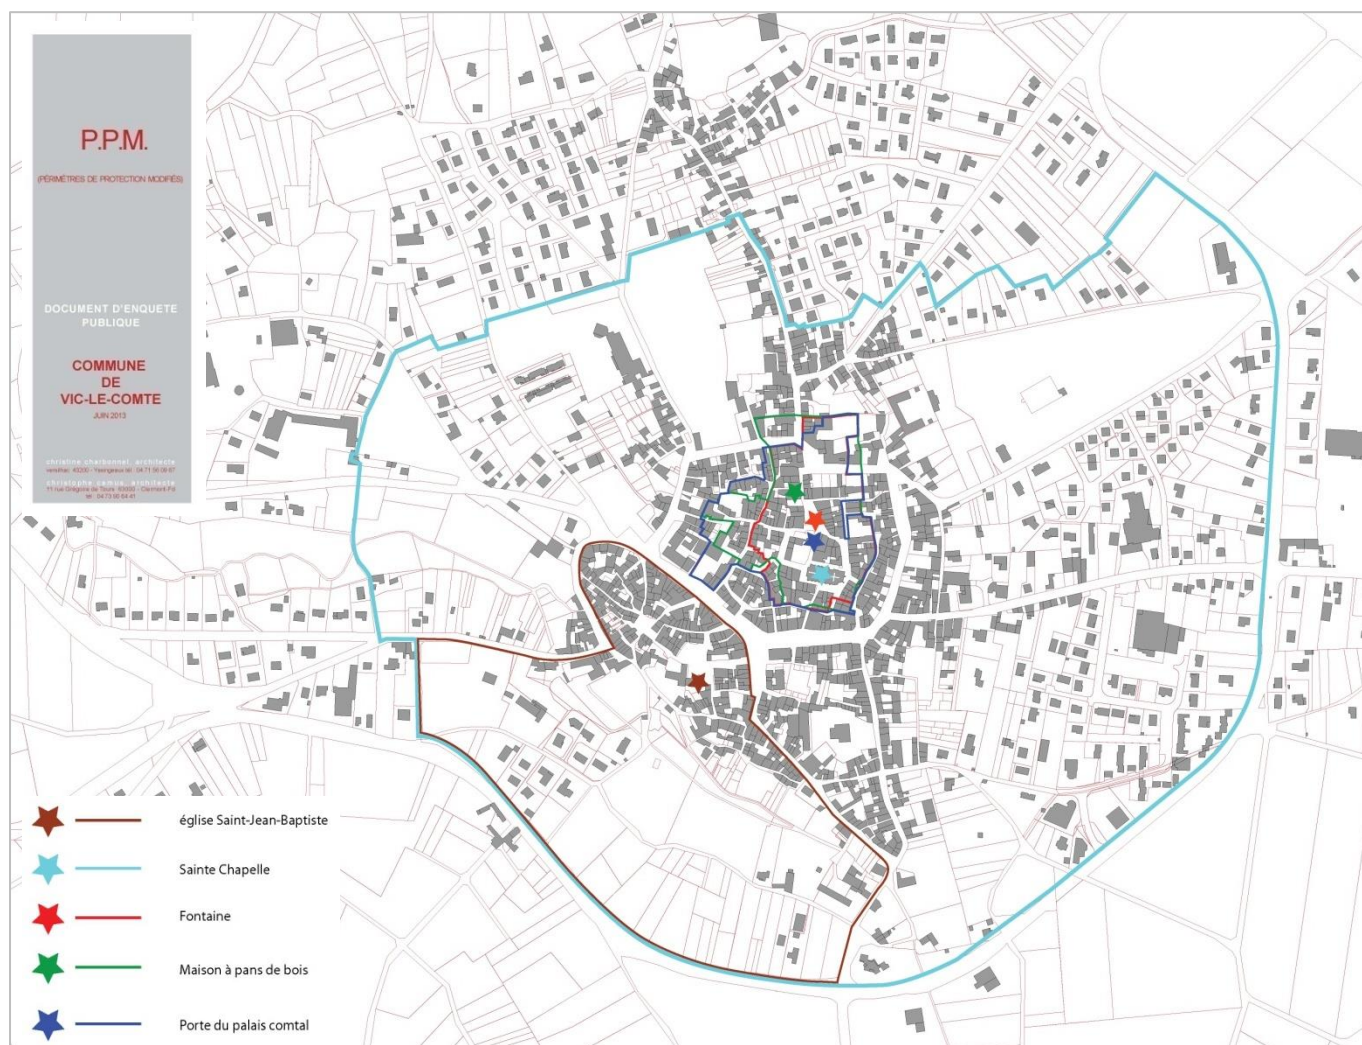 P.P.M.
(PÉRIMÈTRES DE PROTECTION MODIFIÉS)
DOCUMENT D'ENQUETE
PUBLIQUE
COMMUNE
DE
VIC-LE-COMTE
JUIN 2013
christine charbonnel, architecte
christophe camus, architecte
église Saint-Jean-Baptiste
Sainte Chapelle
Fontaine
Maison à pans de bois
Porte du palais comtal